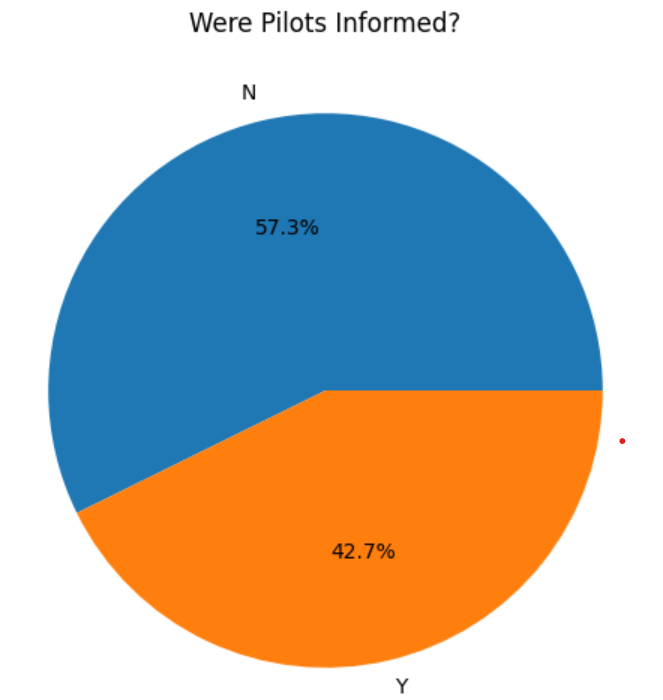 Were Pilots Informed?
N
57.3%
42.7%
Y